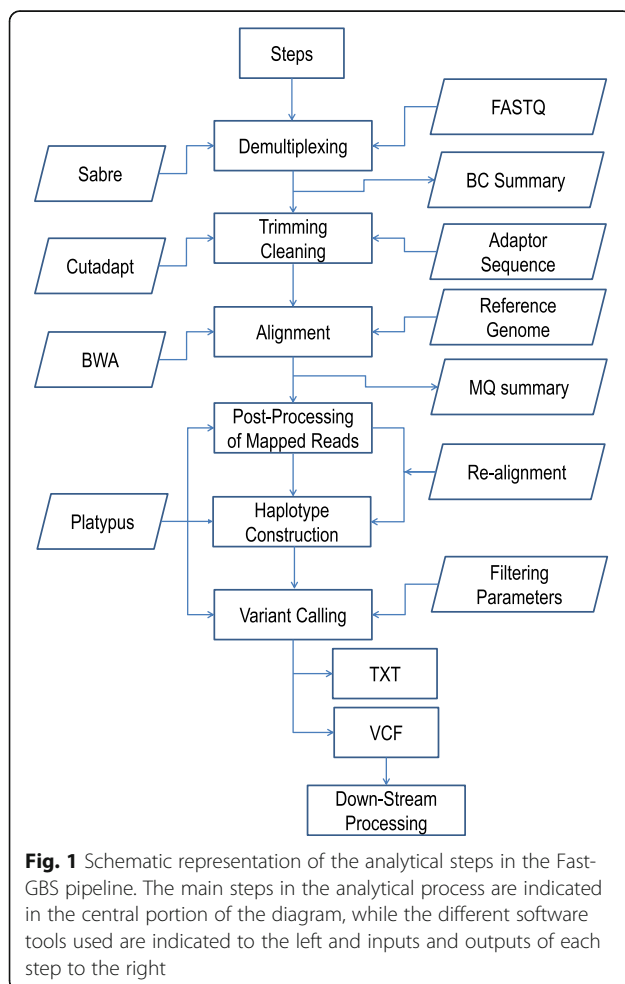 Steps
FASTQ
Demultiplexing
Sabre
BC Summary
Trimming
Cleaning
Adaptor
Sequence
Cutadapt
Reference
Genome
Alignment
BWA
MQ summary
Post-Processing
of Mapped Reads
Re-alignment
Haplotype
Construction
Platypus
Filtering
Parameters
Variant Calling
TXT
VCF
Down-Stream
Processing
Fig. 1 Schematic representation of the analytical steps in the Fast-
GBS pipeline. The main steps in the analytical process are indicated
in the central portion of the diagram, while the different software
tools used are indicated to the left and inputs and outputs of each
step to the right